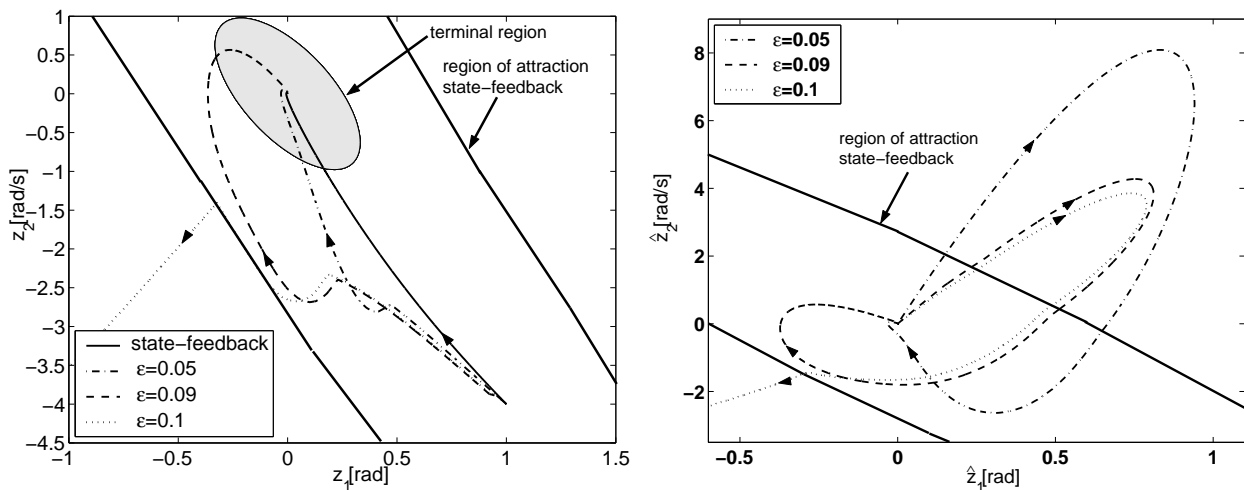 1
0.5
0
−0.5
−1
−1.5
−2
−2.5
−3
−3.5
−4
−4.5
z₂[rad/s]
terminal region
region of attraction
state−feedback
state−feedback
ε=0.05
ε=0.09
ε=0.1
−1 −0.5 0 0.5 1 1.5
z₁[rad]
8
6
4
2
0
−2
ẑ₂[rad/s]
ε=0.05
ε=0.09
ε=0.1
region of attraction
state−feedback
−0.5 0 0.5 1
ẑ₁[rad]